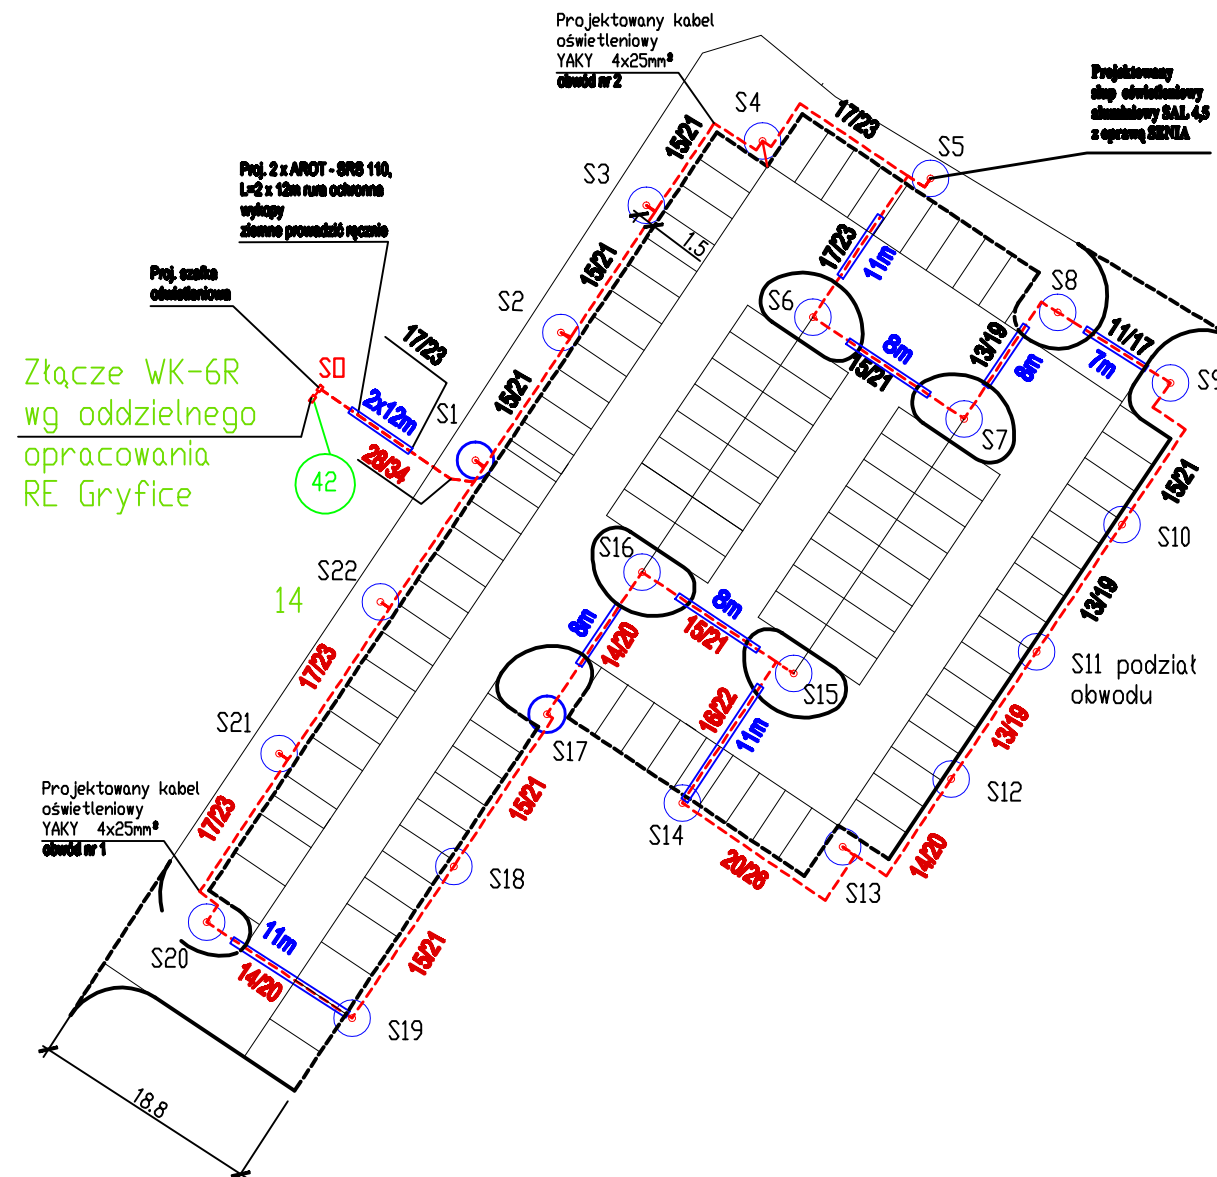 Projektowany kabel
oświetleniowy
YAKY 4x25mm²
obwód nr 2
Projektowany
słup oświetleniowy
aluminiowy SAL 4,5
z oprawą SENIA
S4
17/23
S5
15/21
S3
Proj. 2 x AROT - SRS 110,
L=2 x 12m rura ochronna
wykopy
ziemne prowadzić ręcznie
1.5
17/23
11m
Proj. szafka
oświetleniowa
15/21
S2
S6
S8
17/23
13/19
11/17
8m
8m
7m
15/21
Złącze WK-6R
wg oddzielnego
opracowania
RE Gryfice
S0
2x12m
S1
28/34
15/21
S7
S9
42
15/21
S10
S16
S22
14
8m
8m
14/20
15/21
13/19
17/23
S15
S11 podział
obwodu
16/22
11m
S21
S17
13/19
Projektowany kabel
oświetleniowy
YAKY 4x25mm²
obwód nr 1
17/23
15/21
S12
S14
S13
14/20
20/26
S18
11m
S20
14/20
15/21
S19
18.8